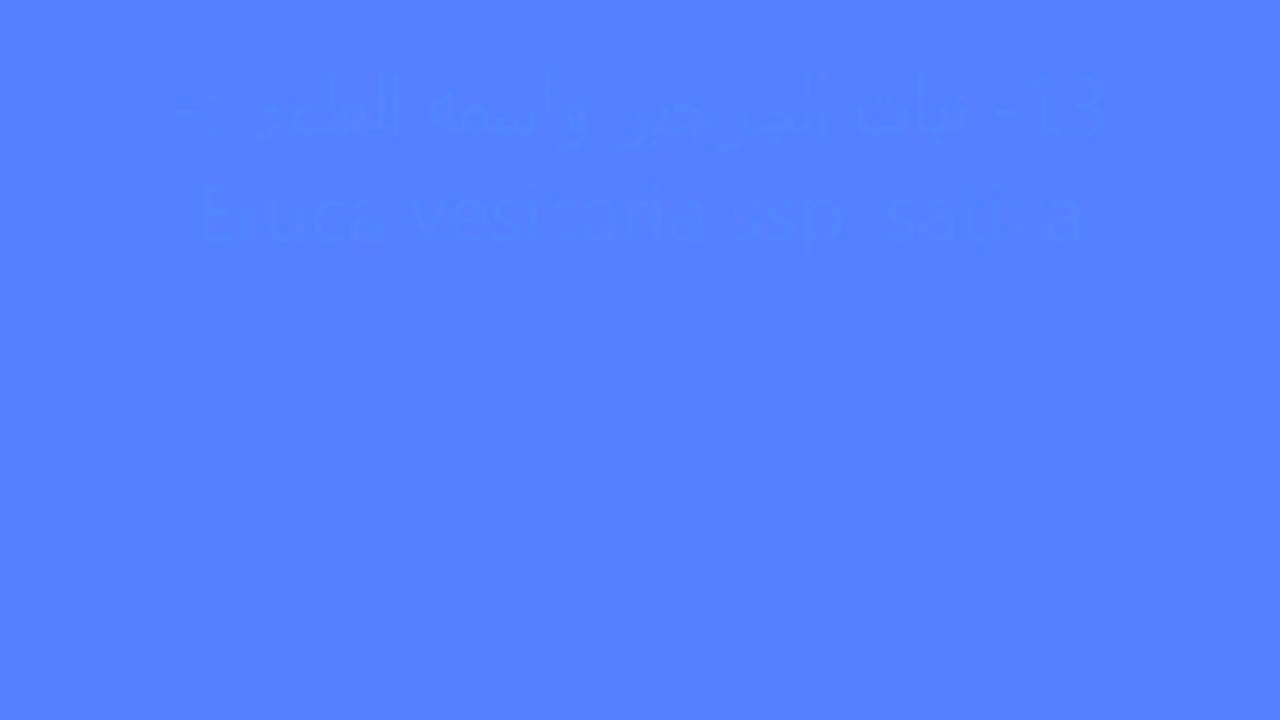 13- نبات الجرجير واسمه العلمي :-
Eruca vesicaria ssp. sativa